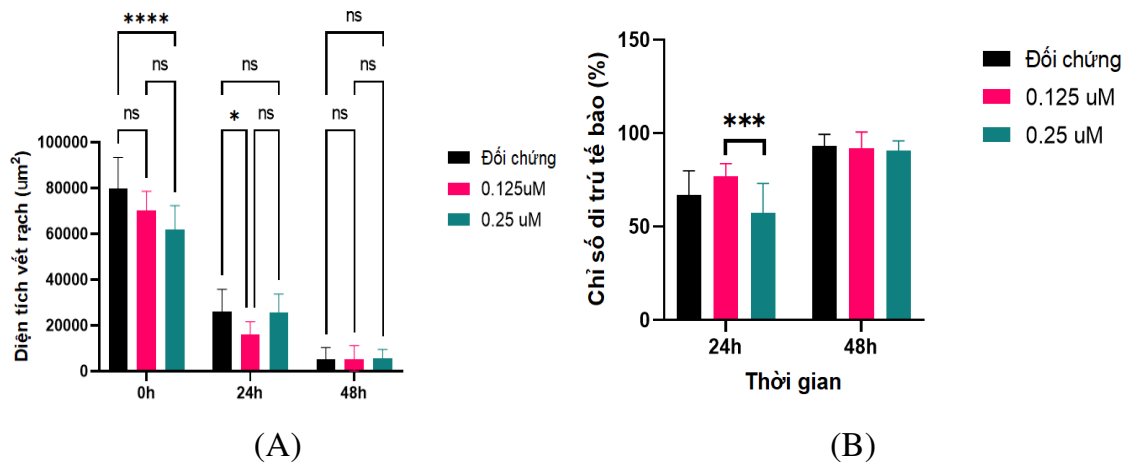 ****
ns
ns
ns
ns
ns
ns
*
ns
ns
Diện tích vết rạch (um²)
100000
80000
60000
40000
20000
0
0h
24h
48h
Đối chứng
0.125uM
0.25 uM
(A)
Chỉ số di trú tế bào (%)
150
100
50
0
***
24h
48h
Thời gian
Đối chứng
0.125 uM
0.25 uM
(B)